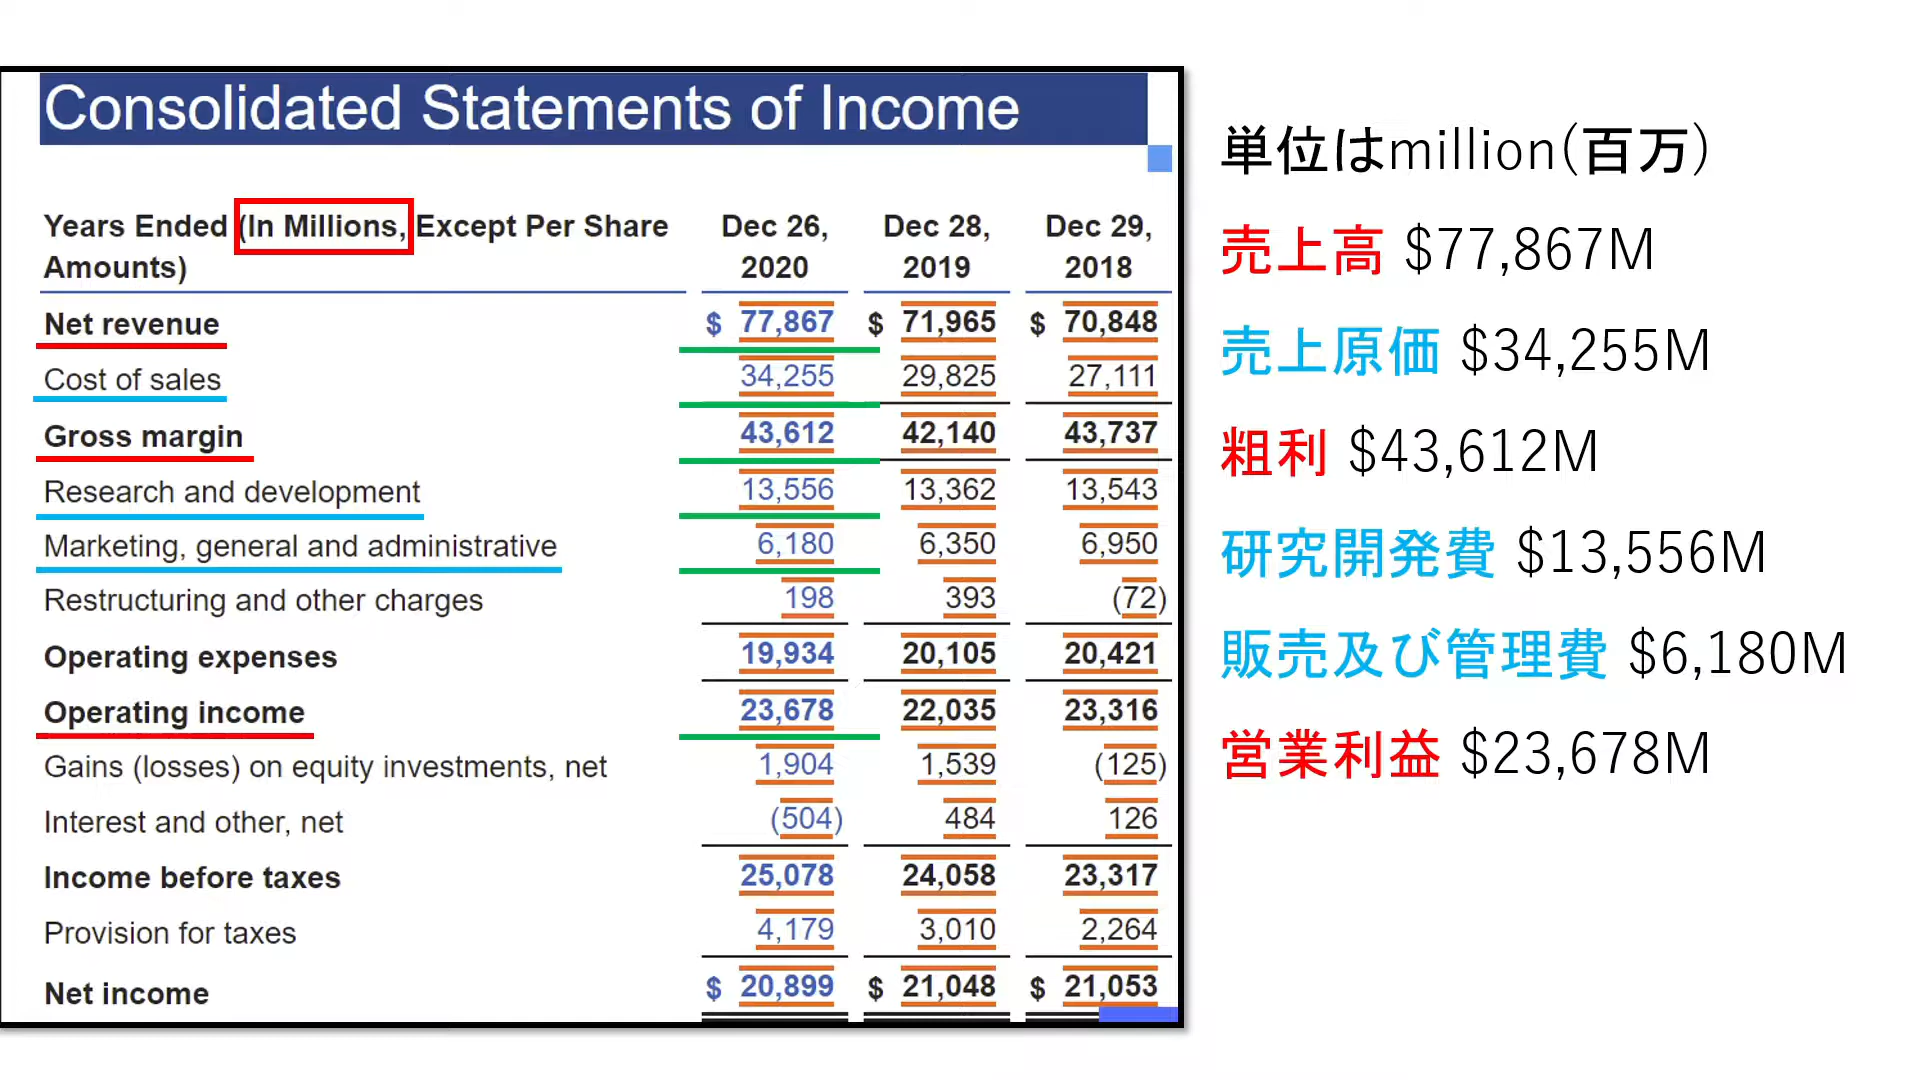 Consolidated Statements of Income
Years Ended (In Millions, Except Per Share Amounts) Dec 26, 2020 Dec 28, 2019 Dec 29, 2018
Net revenue $ 77,867 $ 71,965 $ 70,848
Cost of sales 34,255 29,825 27,111
Gross margin 43,612 42,140 43,737
Research and development 13,556 13,362 13,543
Marketing, general and administrative 6,180 6,350 6,950
Restructuring and other charges 198 393 (72)
Operating expenses 19,934 20,105 20,421
Operating income 23,678 22,035 23,316
Gains (losses) on equity investments, net 1,904 1,539 (125)
Interest and other, net (504) 484 126
Income before taxes 25,078 24,058 23,317
Provision for taxes 4,179 3,010 2,264
Net income $ 20,899 $ 21,048 $ 21,053
単位はmillion(百万)
売上高 $77,867M
売上原価 $34,255M
粗利 $43,612M
研究開発費 $13,556M
販売及び管理費 $6,180M
営業利益 $23,678M